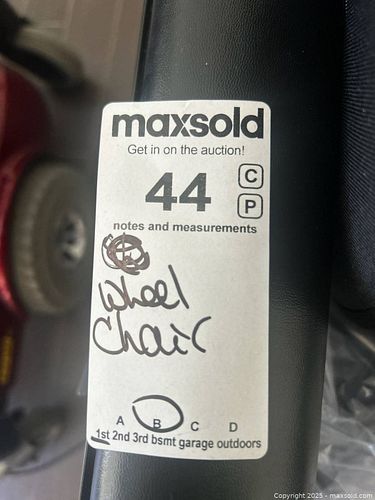 maxsold
Get in on the auction!
44
C
P
notes and measurements
Wheel
Chair
A B C D
1st 2nd 3rd bsmt garage outdoors
Copyright 2025 - maxsold.com